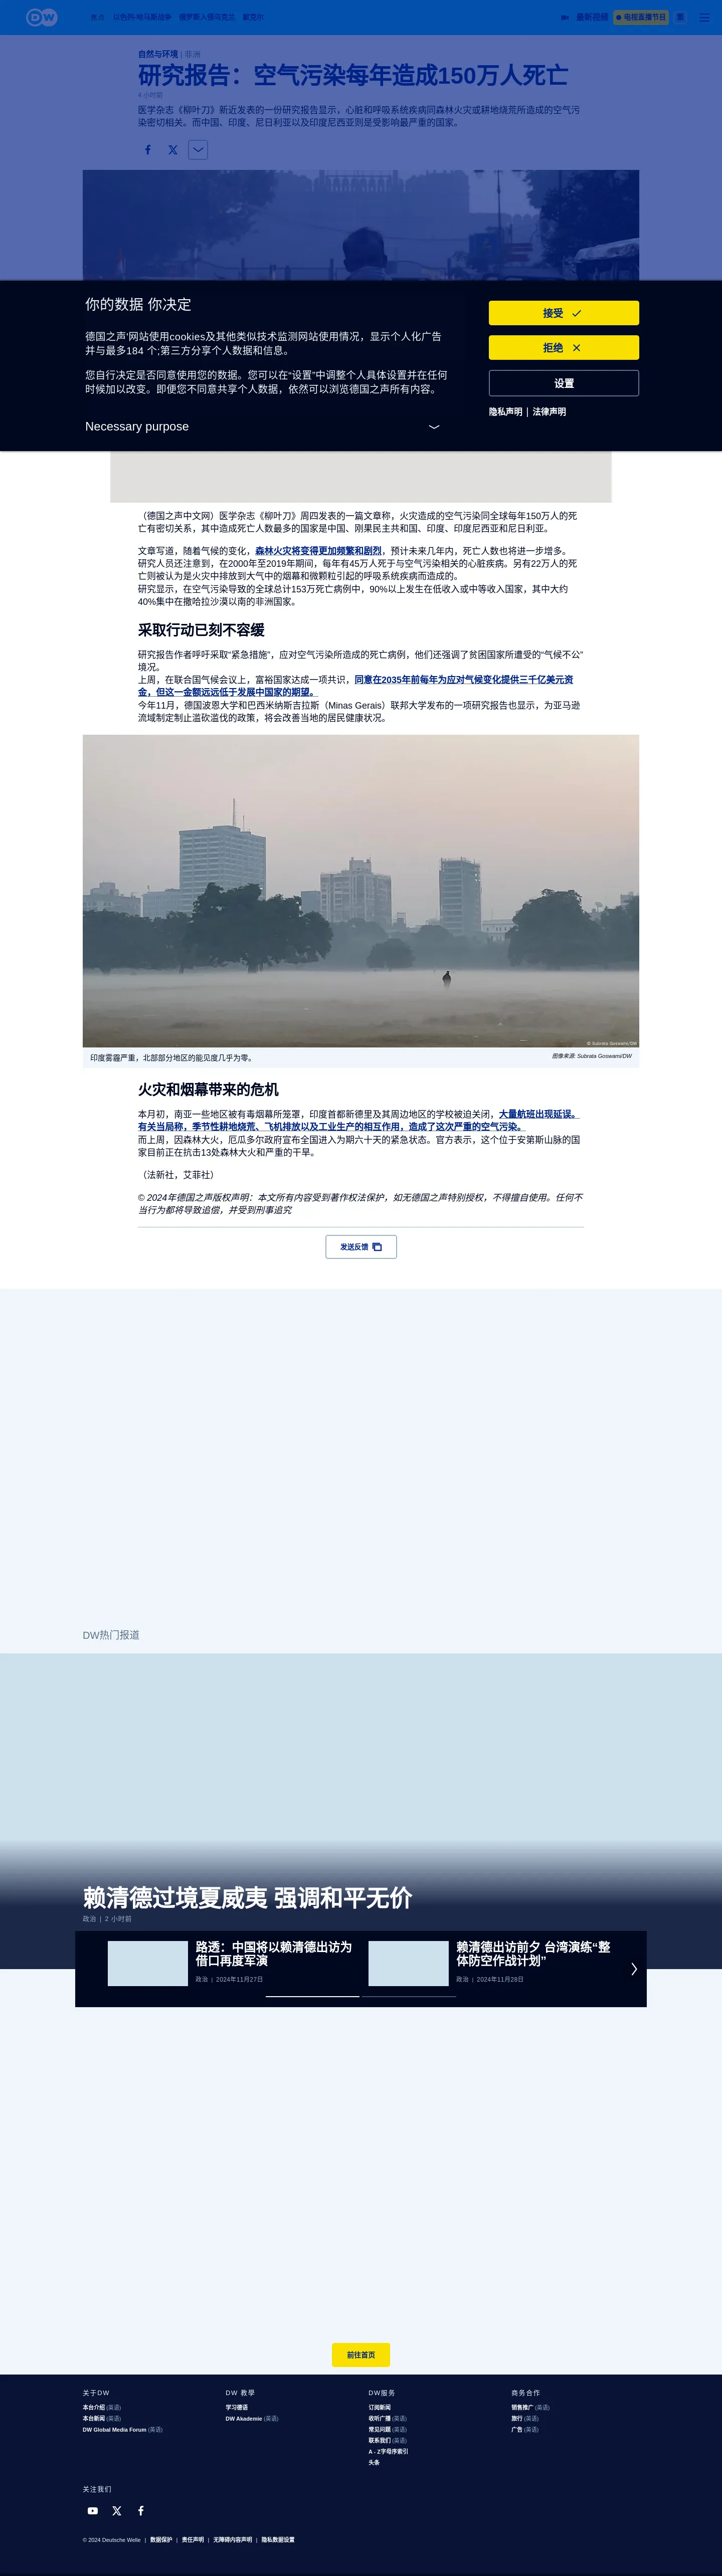 DW
焦点 以色列-哈马斯战争 俄罗斯入侵乌克兰 默克尔 最新视频 电视直播节目
自然与环境 | 非洲
研究报告：空气污染每年造成150万人死亡
4 小时前
医学杂志《柳叶刀》新近发表的一份研究报告显示，心脏和呼吸系统疾病同森林火灾或耕地烧荒所造成的空气污
染密切相关。而中国、印度、尼日利亚以及印度尼西亚则是受影响最严重的国家。
你的数据 你决定
接受
德国之声'网站使用cookies及其他类似技术监测网站使用情况，显示个人化广告
并与最多184 个;第三方分享个人数据和信息。
拒绝
您自行决定是否同意使用您的数据。您可以在“设置”中调整个人具体设置并在任何
时候加以改变。即便您不同意共享个人数据，依然可以浏览德国之声所有内容。
设置
隐私声明 | 法律声明
Necessary purpose
（德国之声中文网）医学杂志《柳叶刀》周四发表的一篇文章称，火灾造成的空气污染同全球每年150万人的死
亡有密切关系，其中造成死亡人数最多的国家是中国、刚果民主共和国、印度、印度尼西亚和尼日利亚。
文章写道，随着气候的变化，森林火灾将变得更加频繁和剧烈，预计未来几年内，死亡人数也将进一步增多。
研究人员还注意到，在2000年至2019年期间，每年有45万人死于与空气污染相关的心脏疾病。另有22万人的死
亡则被认为是火灾中排放到大气中的烟幕和微颗粒引起的呼吸系统疾病而造成的。
研究显示，在空气污染导致的全球总计153万死亡病例中，90%以上发生在低收入或中等收入国家，其中大约
40%集中在撒哈拉沙漠以南的非洲国家。
采取行动已刻不容缓
研究报告作者呼吁采取“紧急措施”，应对空气污染所造成的死亡病例，他们还强调了贫困国家所遭受的“气候不公”
境况。
上周，在联合国气候会议上，富裕国家达成一项共识，同意在2035年前每年为应对气候变化提供三千亿美元资
金，但这一金额远远低于发展中国家的期望。
今年11月，德国波恩大学和巴西米纳斯吉拉斯（Minas Gerais）联邦大学发布的一项研究报告也显示，为亚马逊
流域制定制止滥砍滥伐的政策，将会改善当地的居民健康状况。
© Subrata Goswami/DW
印度雾霾严重，北部部分地区的能见度几乎为零。
图像来源: Subrata Goswami/DW
火灾和烟幕带来的危机
本月初，南亚一些地区被有毒烟幕所笼罩，印度首都新德里及其周边地区的学校被迫关闭，大量航班出现延误。
有关当局称，季节性耕地烧荒、飞机排放以及工业生产的相互作用，造成了这次严重的空气污染。
而上周，因森林大火，厄瓜多尔政府宣布全国进入为期六十天的紧急状态。官方表示，这个位于安第斯山脉的国
家目前正在抗击13处森林大火和严重的干旱。
（法新社，艾菲社）
© 2024年德国之声版权声明：本文所有内容受到著作权法保护，如无德国之声特别授权，不得擅自使用。任何不
当行为都将导致追偿，并受到刑事追究
发送反馈
DW热门报道
赖清德过境夏威夷 强调和平无价
政治 | 2 小时前
路透：中国将以赖清德出访为
借口再度军演
政治 | 2024年11月27日
赖清德出访前夕 台湾演练“整
体防空作战计划”
政治 | 2024年11月28日
前往首页
关于DW
本台介绍 (英语)
本台新闻 (英语)
DW Global Media Forum (英语)
DW 教學
学习德语
DW Akademie (英语)
DW服务
订阅新闻
收听广播 (英语)
常见问题 (英语)
联系我们 (英语)
A - Z字母序索引
头条
商务合作
销售推广 (英语)
旅行 (英语)
广告 (英语)
关注我们
© 2024 Deutsche Welle | 数据保护 | 责任声明 | 无障碍内容声明 | 隐私数据设置